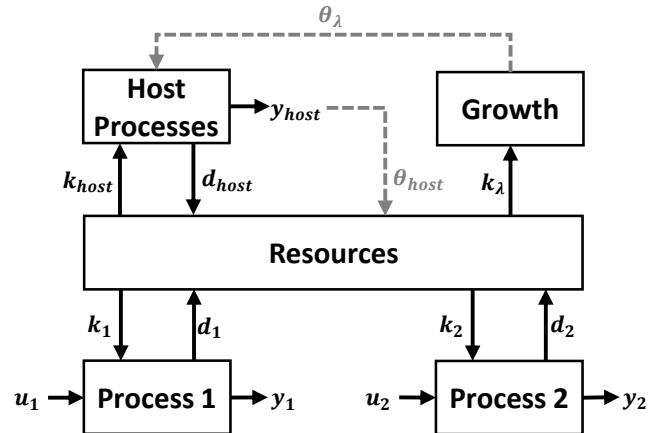 θ_λ
Host
Processes
y_host
Growth
k_host
d_host
θ_host
k_λ
Resources
k_1
d_1
k_2
d_2
u_1
Process 1
y_1
u_2
Process 2
y_2